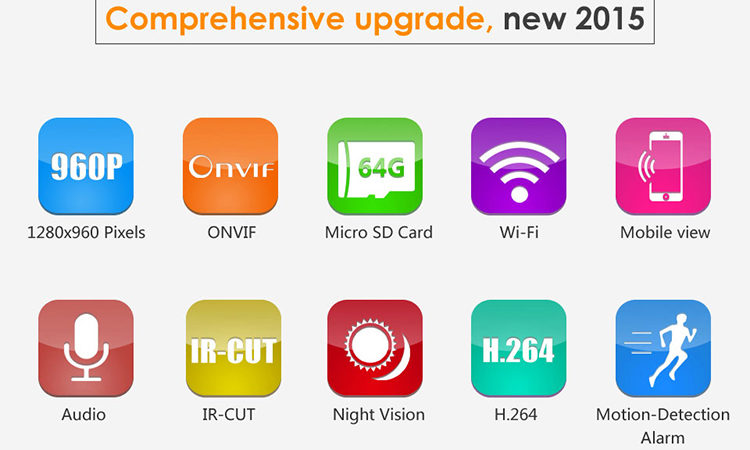 Comprehensive upgrade, new 2015
960P
ONVIF
64G
1280x960 Pixels
ONVIF
Micro SD Card
Wi-Fi
Mobile view
IR-CUT
H.264
Audio
IR-CUT
Night Vision
H.264
Motion-Detection
Alarm